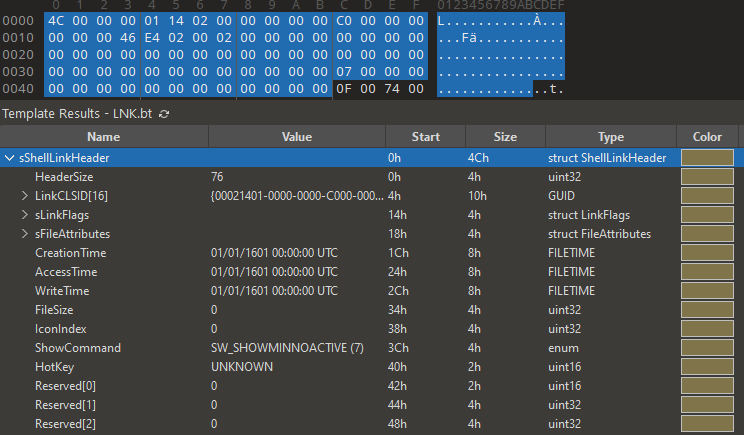 0 1 2 3 4 5 6 7 8 9 A B C D E F 0123456789ABCDEF
0000 4C 00 00 00 01 14 02 00 00 00 00 00 C0 00 00 00 L...........À...
0010 00 00 00 46 E4 02 00 02 00 00 00 00 00 00 00 00 ...Fä...........
0020 00 00 00 00 00 00 00 00 00 00 00 00 00 00 00 00 ................
0030 00 00 00 00 00 00 00 00 00 00 00 00 07 00 00 00 ................
0040 00 00 00 00 00 00 00 00 00 00 00 00 0F 00 74 00 ..............t.
Template Results - LNK.bt
Name Value Start Size Type Color
sShellLinkHeader 0h 4Ch struct ShellLinkHeader
HeaderSize 76 0h 4h uint32
LinkCLSID[16] {00021401-0000-0000-C000-000... 4h 10h GUID
sLinkFlags 14h 4h struct LinkFlags
sFileAttributes 18h 4h struct FileAttributes
CreationTime 01/01/1601 00:00:00 UTC 1Ch 8h FILETIME
AccessTime 01/01/1601 00:00:00 UTC 24h 8h FILETIME
WriteTime 01/01/1601 00:00:00 UTC 2Ch 8h FILETIME
FileSize 0 34h 4h uint32
IconIndex 0 38h 4h uint32
ShowCommand SW_SHOWMINNOACTIVE (7) 3Ch 4h enum
HotKey UNKNOWN 40h 2h uint16
Reserved[0] 0 42h 2h uint16
Reserved[1] 0 44h 4h uint32
Reserved[2] 0 48h 4h uint32